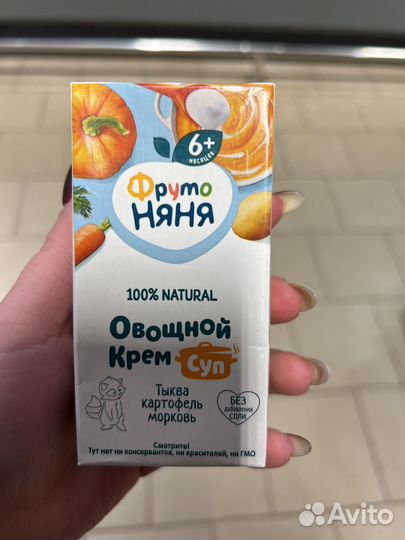 6+
месяцев
Фруто
НЯНЯ
100% NATURAL
Овощной
Крем Суп
Тыква
картофель
морковь
БЕЗ
добавления
СОЛИ
Смотрите!
Тут нет ни консервантов, ни красителей, ни ГМО
Avito